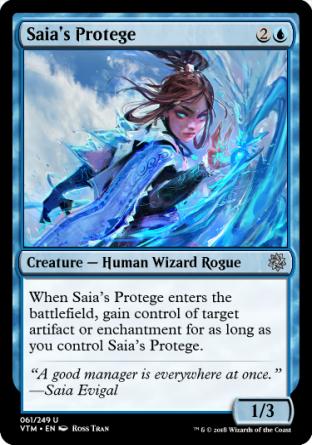 Saia's Protege 2
Creature — Human Wizard Rogue
When Saia's Protege enters the
battlefield, gain control of target
artifact or enchantment for as long as
you control Saia's Protege.
“A good manager is everywhere at once.”
—Saia Evigal
1/3
061/249 U
VTM • EN Ross Tran
™ & © 2018 Wizards of the Coast